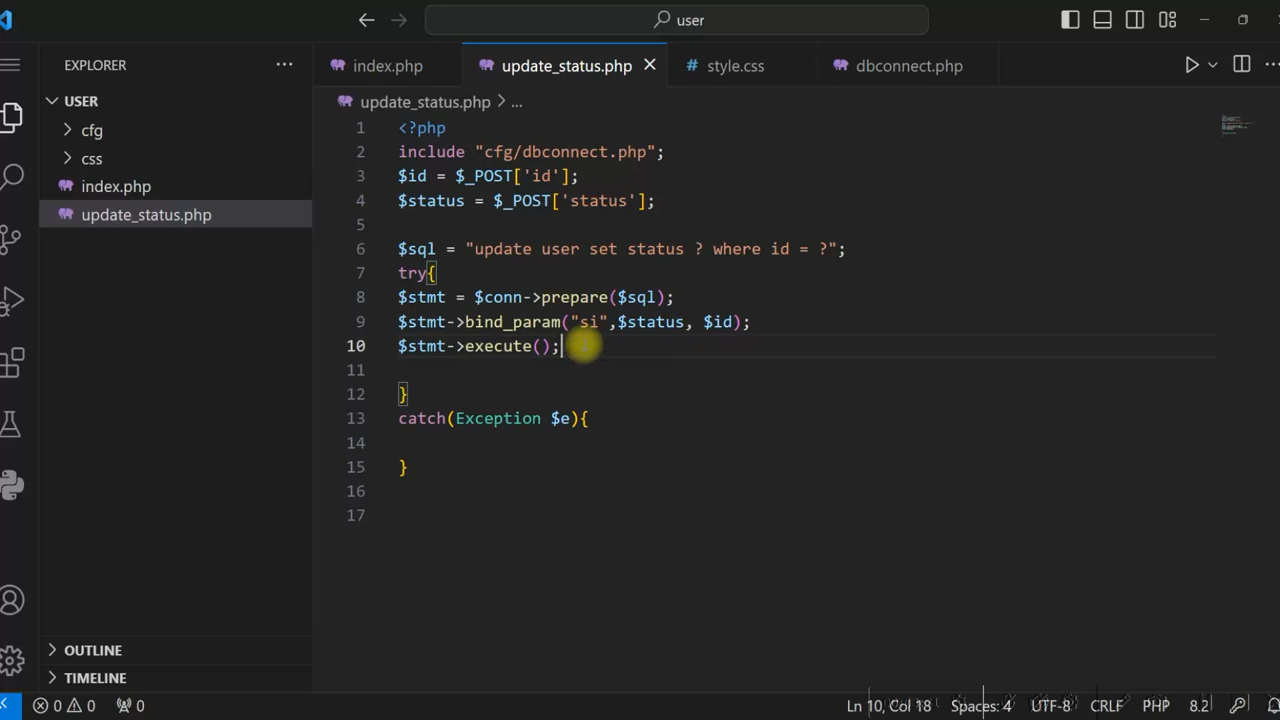 user
EXPLORER
index.php
update_status.php
# style.css
dbconnect.php
USER
update_status.php > ...
cfg
css
index.php
update_status.php
1 <?php
2 include "cfg/dbconnect.php";
3 $id = $_POST['id'];
4 $status = $_POST['status'];
5
6 $sql = "update user set status ? where id = ?";
7 try{
8 $stmt = $conn->prepare($sql);
9 $stmt->bind_param("si",$status, $id);
10 $stmt->execute();
11
12 }
13 catch(Exception $e){
14
15 }
16
17
OUTLINE
TIMELINE
0 0 0
Ln 10, Col 18 Spaces: 4 UTF-8 CRLF PHP 8.2